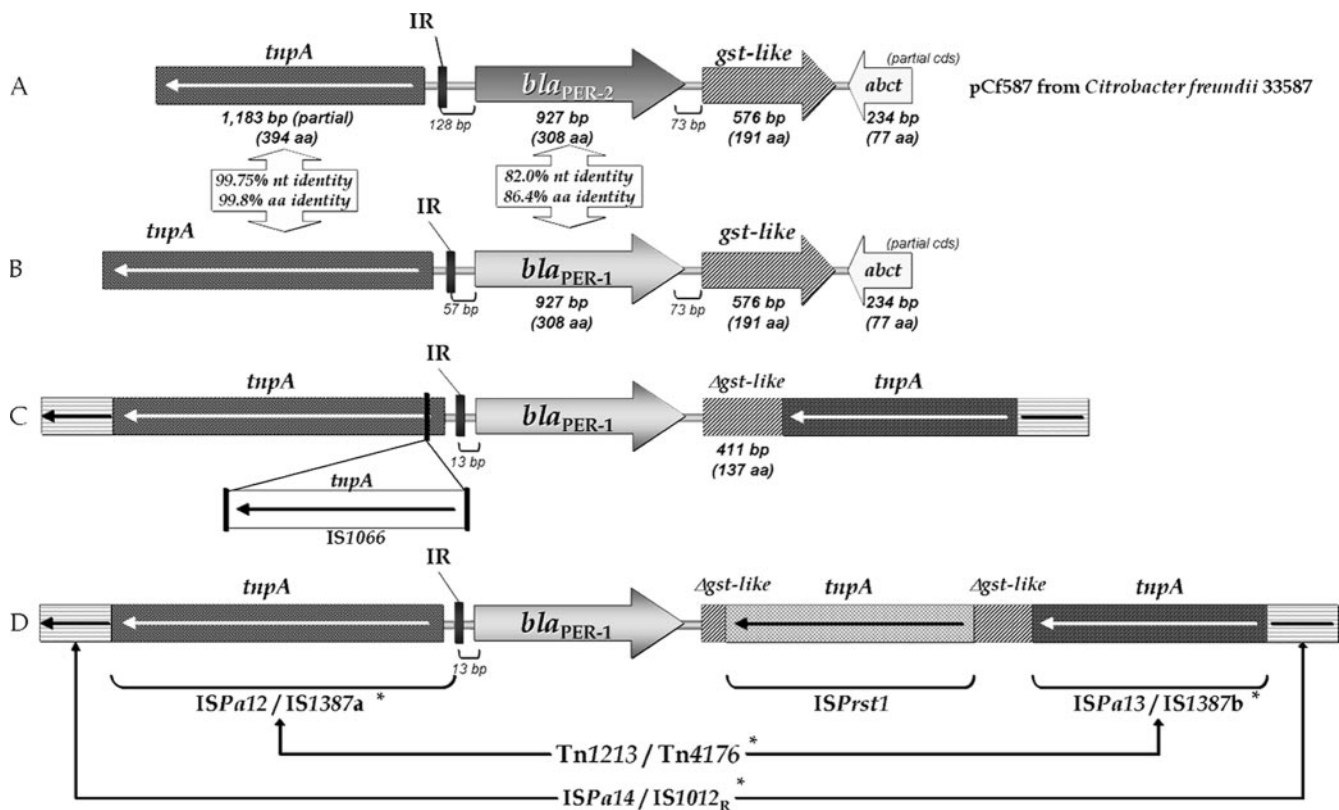 IR
tnpA
gst-like
(partial cds)
A
blaPER-2
abct
pCf587 from Citrobacter freundii 33587
1,183 bp (partial)
(394 aa)
128 bp
927 bp
(308 aa)
73 bp
576 bp
(191 aa)
234 bp
(77 aa)
99.75% nt identity
99.8% aa identity
82.0% nt identity
86.4% aa identity
IR
tnpA
gst-like
(partial cds)
B
blaPER-1
abct
57 bp
927 bp
(308 aa)
73 bp
576 bp
(191 aa)
234 bp
(77 aa)
IR
tnpA
Δgst-like
tnpA
C
blaPER-1
13 bp
411 bp
(137 aa)
tnpA
IS1066
IR
tnpA
Δgst-like
tnpA
Δgst-like
tnpA
D
blaPER-1
13 bp
ISPa12 / IS1387a *
ISPrst1
ISPa13 / IS1387b *
Tn1213 / Tn4176 *
ISPa14 / IS1012R *